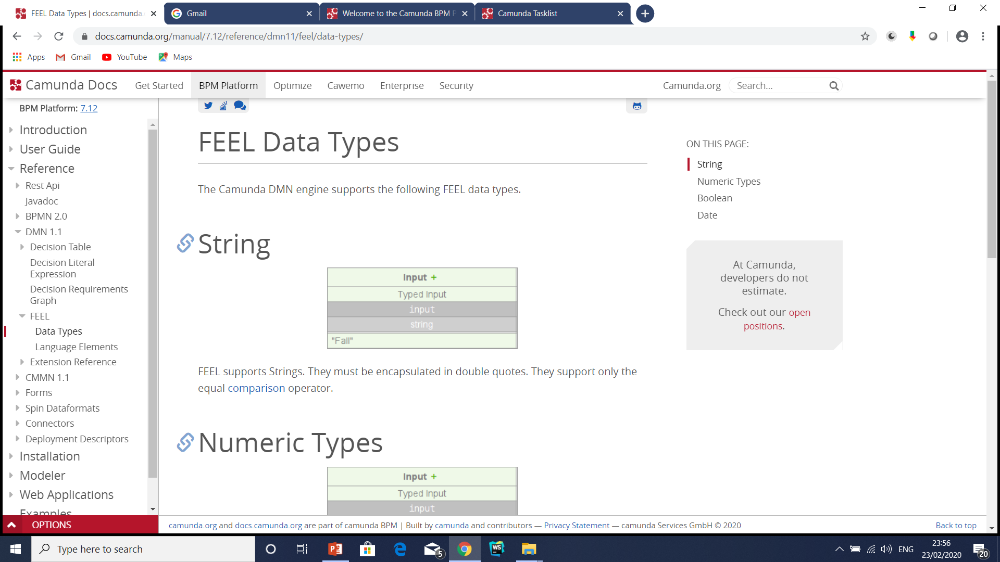 FEEL Data Types | docs.camunda.
Gmail
Welcome to the Camunda BPM P
Camunda Tasklist
docs.camunda.org/manual/7.12/reference/dmn11/feel/data-types/
Apps
Gmail
YouTube
Maps
Camunda Docs
Get Started
BPM Platform
Optimize
Cawemo
Enterprise
Security
Camunda.org
Search...
BPM Platform: 7.12
Introduction
User Guide
Reference
Rest Api
Javadoc
BPMN 2.0
DMN 1.1
Decision Table
Decision Literal
Expression
Decision Requirements
Graph
FEEL
Data Types
Language Elements
Extension Reference
CMMN 1.1
Forms
Spin Dataformats
Connectors
Deployment Descriptors
Installation
Modeler
Web Applications
Examples
OPTIONS
FEEL Data Types
The Camunda DMN engine supports the following FEEL data types.
String
Input +
Typed Input
input
string
"Fall"
FEEL supports Strings. They must be encapsulated in double quotes. They support only the
equal comparison operator.
Numeric Types
Input +
Typed Input
input
ON THIS PAGE:
String
Numeric Types
Boolean
Date
At Camunda,
developers do not
estimate.
Check out our open
positions.
camunda.org and docs.camunda.org are part of camunda BPM | Built by camunda and contributors — Privacy Statement — camunda Services GmbH © 2020
Back to top
Type here to search
5
WS
ENG
23:56
23/02/2020
20